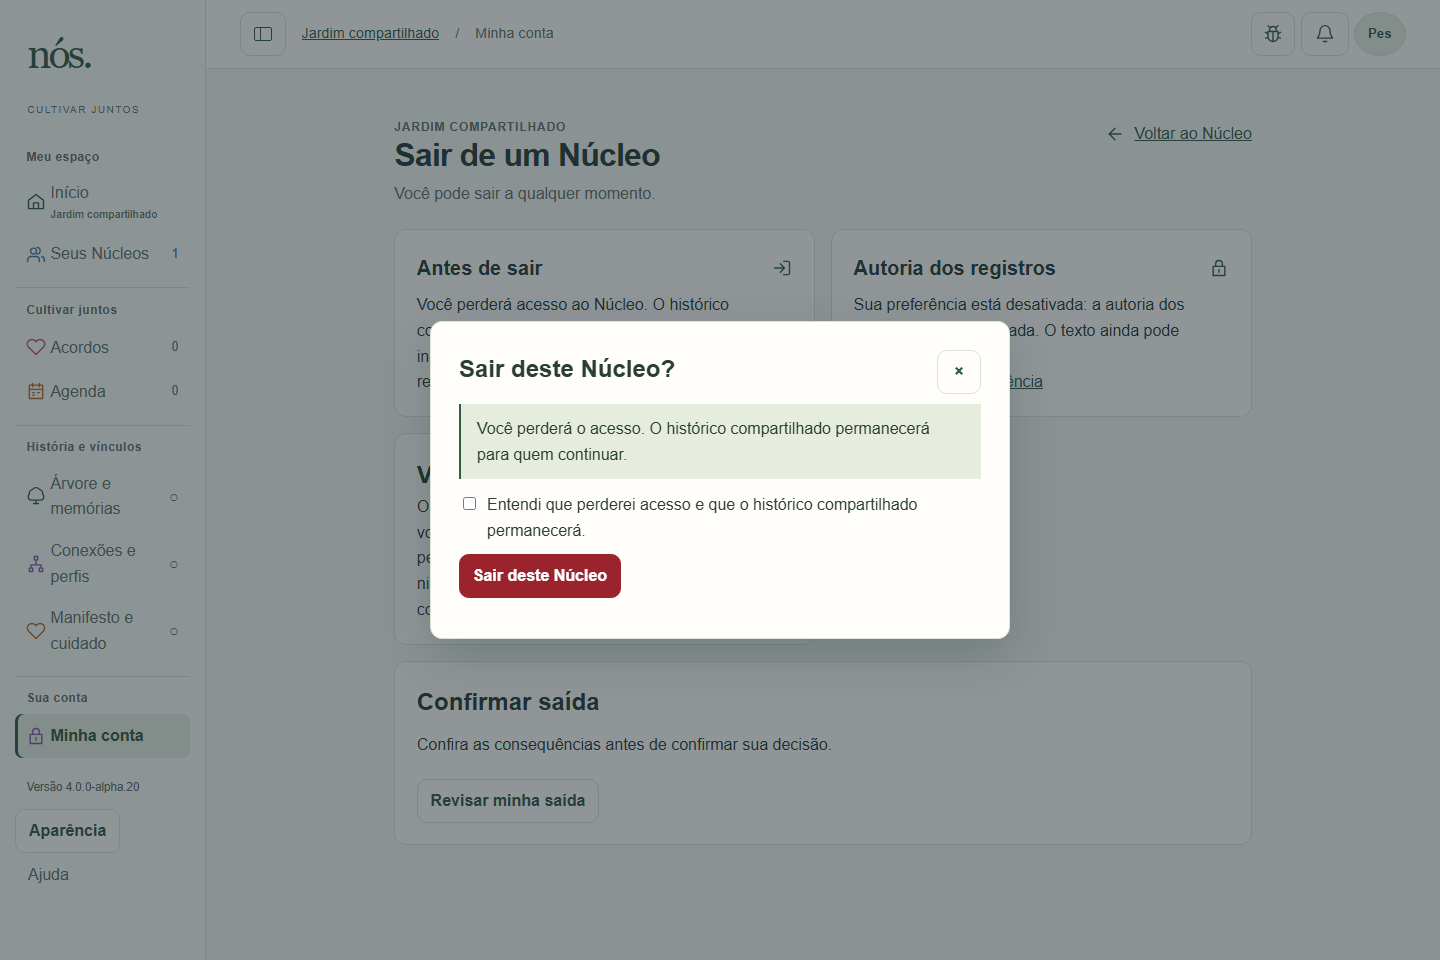 nós.
CULTIVAR JUNTOS
Meu espaço
Início
Jardim compartilhado
Seus Núcleos 1
Cultivar juntos
Acordos 0
Agenda 0
História e vínculos
Árvore e
memórias
Conexões e
perfis
Manifesto e
cuidado
Sua conta
Minha conta
Versão 4.0.0-alpha.20
Aparência
Ajuda
Jardim compartilhado / Minha conta
Pes
JARDIM COMPARTILHADO
Sair de um Núcleo
Você pode sair a qualquer momento.
← Voltar ao Núcleo
Antes de sair
Você perderá acesso ao Núcleo. O histórico
Autoria dos registros
Sua preferência está desativada: a autoria dos
O texto ainda pode
Sair deste Núcleo?
×
Você perderá o acesso. O histórico compartilhado permanecerá
para quem continuar.
Entendi que perderei acesso e que o histórico compartilhado
permanecerá.
Sair deste Núcleo
Confirmar saída
Confira as consequências antes de confirmar sua decisão.
Revisar minha saída